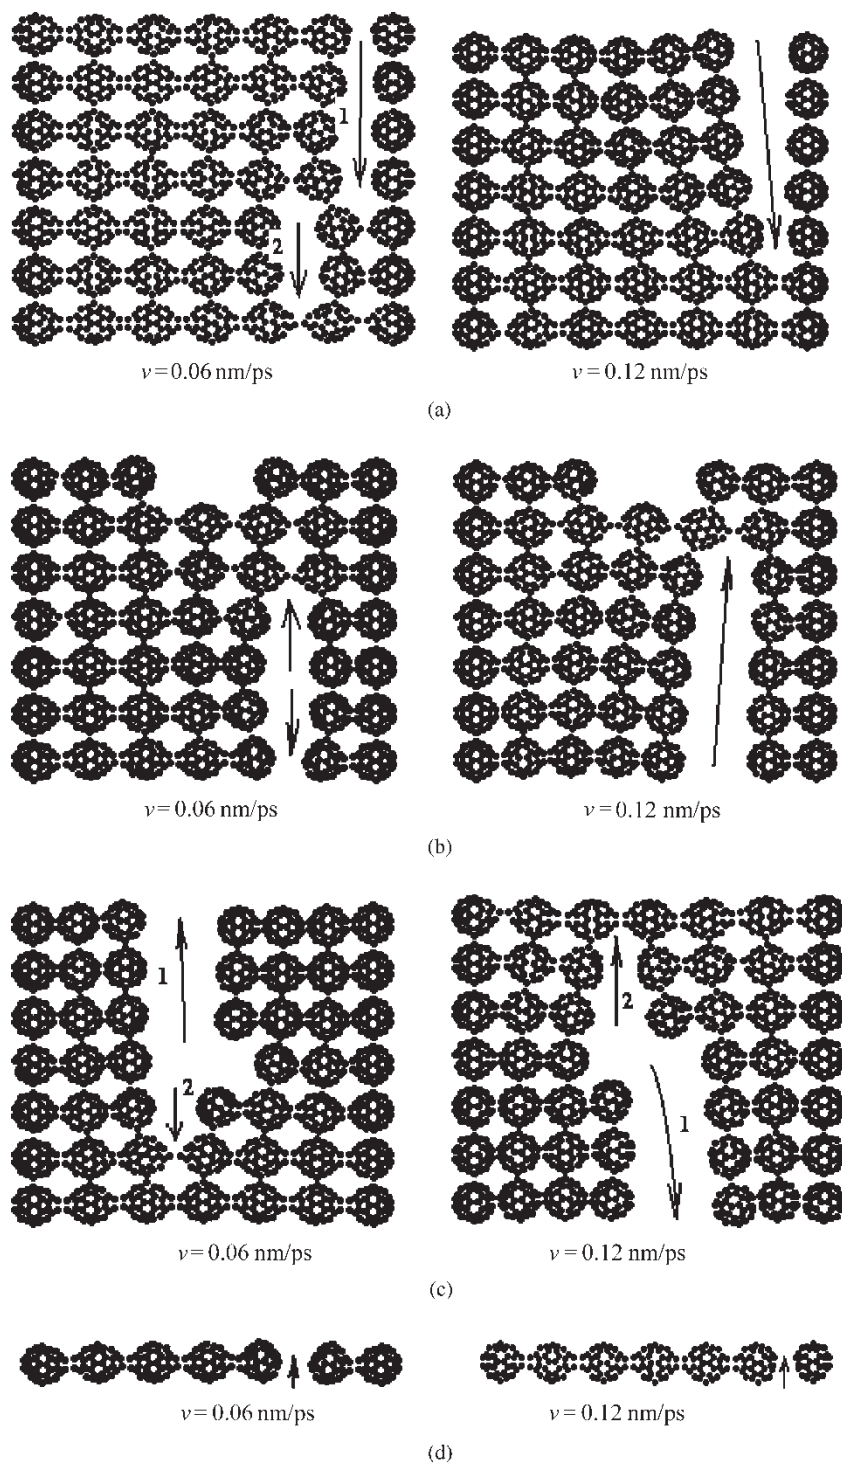 1
2
v = 0.06 nm/ps
v = 0.12 nm/ps
(a)
v = 0.06 nm/ps
v = 0.12 nm/ps
(b)
1
2
2
1
v = 0.06 nm/ps
v = 0.12 nm/ps
(c)
v = 0.06 nm/ps
v = 0.12 nm/ps
(d)